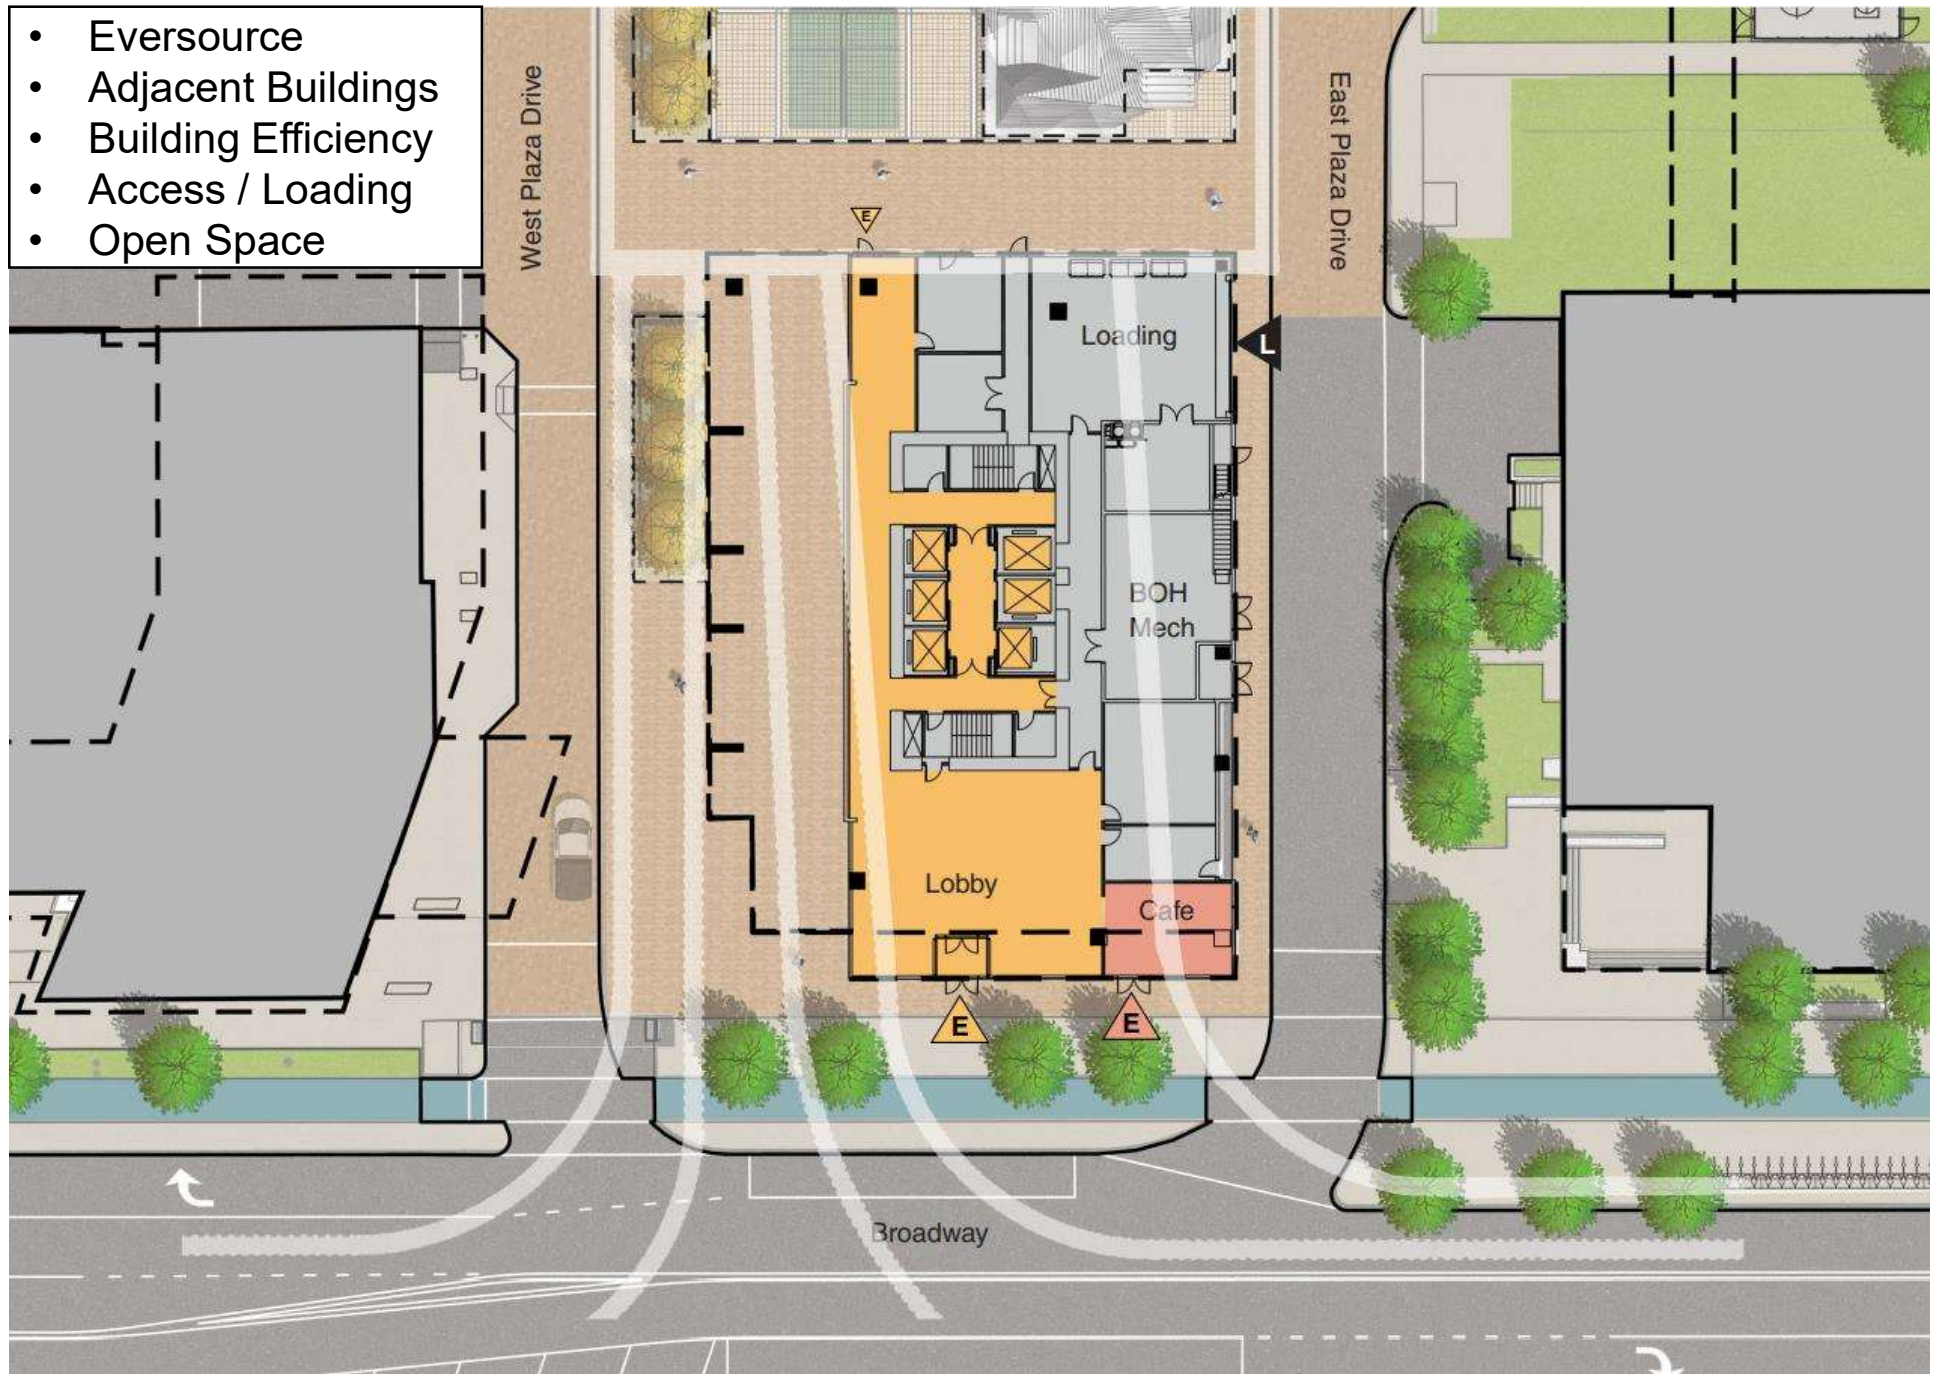 • Eversource
• Adjacent Buildings
• Building Efficiency
• Access / Loading
• Open Space
West Plaza Drive
East Plaza Drive
E
Loading
L
BOH
Mech
Lobby
Cafe
E
E
Broadway